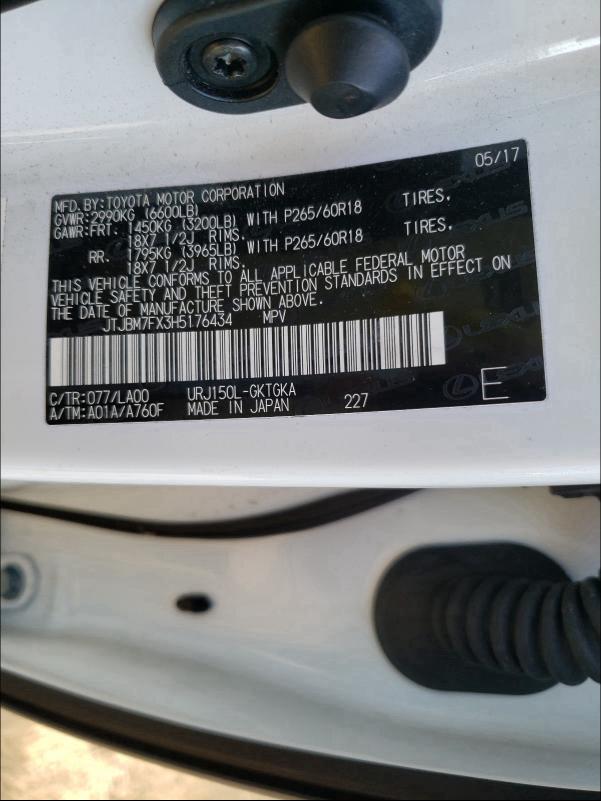 05/17
MFD.BY:TOYOTA MOTOR CORPORATION
GVWR:2990KG (6600LB)
GAWR:FRT. 1450KG (3200LB) WITH P265/60R18 TIRES,
18X7 1/2J RIMS.
RR. 1795KG (3965LB) WITH P265/60R18 TIRES,
18X7 1/2J RIMS.
THIS VEHICLE CONFORMS TO ALL APPLICABLE FEDERAL MOTOR
VEHICLE SAFETY AND THEFT PREVENTION STANDARDS IN EFFECT ON
THE DATE OF MANUFACTURE SHOWN ABOVE.
JTJBM7FX3H5176434 MPV
C/TR:077/LA00 URJ150L-GKTGKA
A/TM:A01A/A760F MADE IN JAPAN 227 E
LEXUS